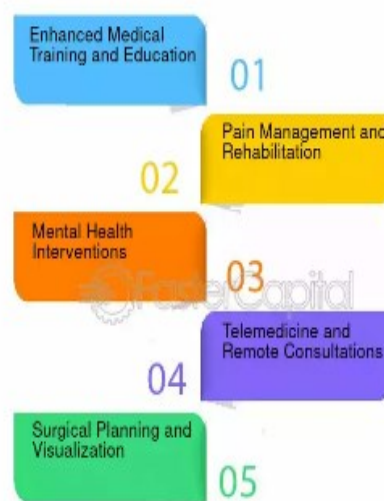 Enhanced Medical
Training and Education
01
Pain Management and
Rehabilitation
02
Mental Health
Interventions
03
FasterCapital
Telemedicine and
Remote Consultations
04
Surgical Planning and
Visualization
05